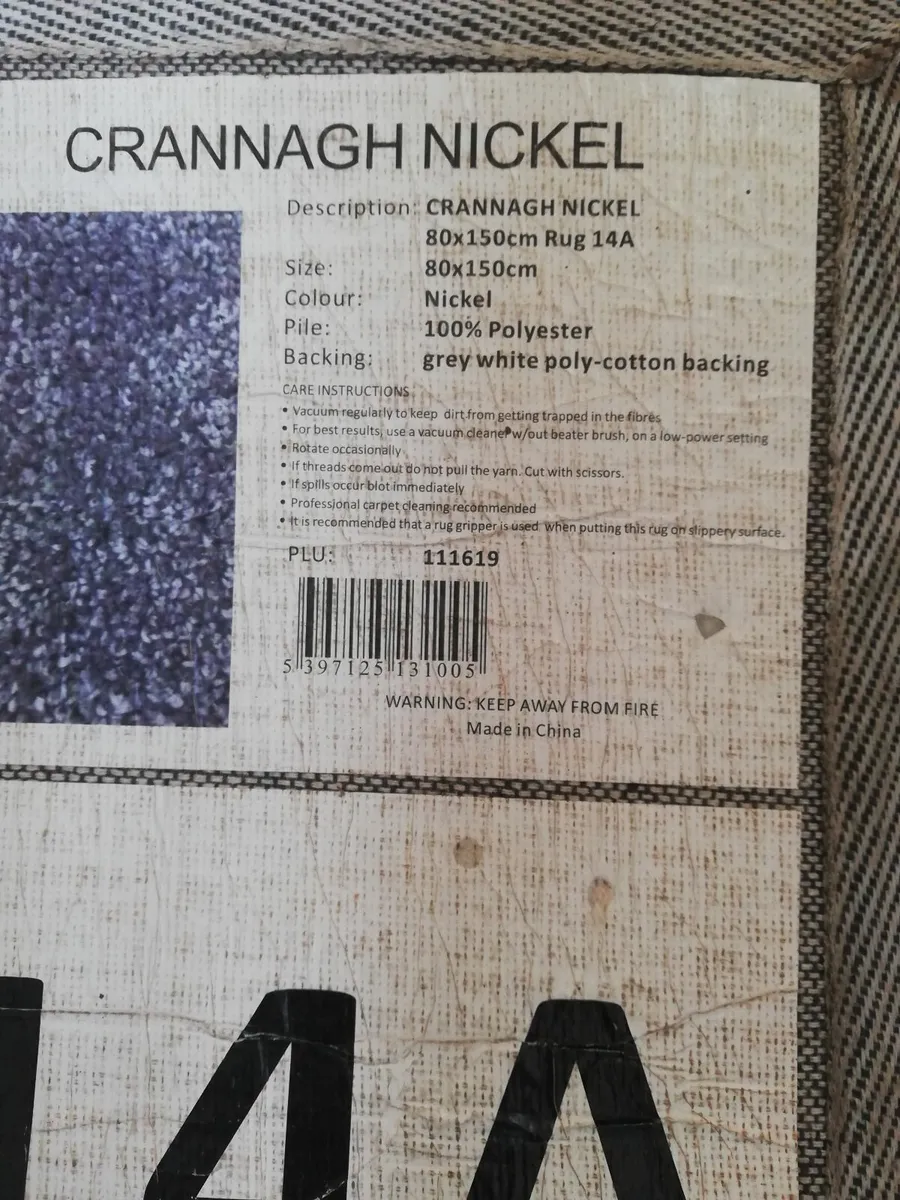 CRANNAGH NICKEL
Description: CRANNAGH NICKEL
80x150cm Rug 14A
Size: 80x150cm
Colour: Nickel
Pile: 100% Polyester
Backing: grey white poly-cotton backing
CARE INSTRUCTIONS
• Vacuum regularly to keep dirt from getting trapped in the fibres
• For best results, use a vacuum cleaner w/out beater brush, on a low-power setting
• Rotate occasionally
• If threads come out do not pull the yarn. Cut with scissors.
• If spills occur blot immediately
• Professional carpet cleaning recommended
• It is recommended that a rug gripper is used when putting this rug on slippery surface.
PLU: 111619
5 397125 131005
WARNING: KEEP AWAY FROM FIRE
Made in China
14A